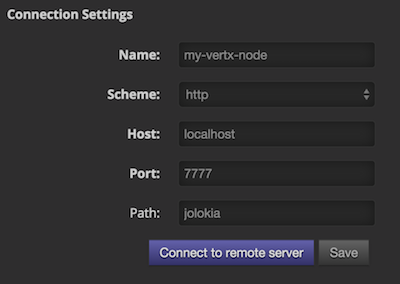 Connection Settings
Name: my-vertx-node
Scheme: http
Host: localhost
Port: 7777
Path: jolokia
Connect to remote server Save